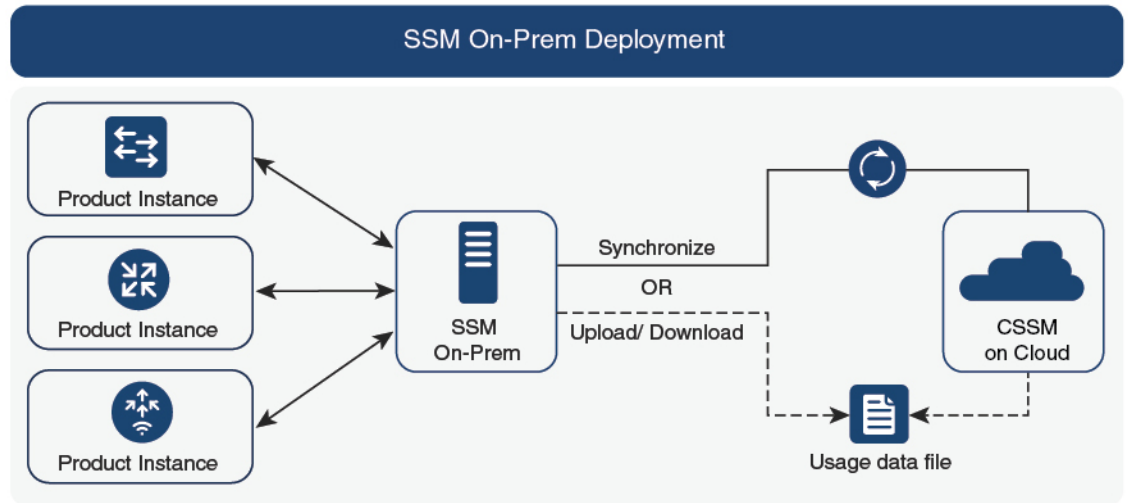 SSM On-Prem Deployment
Product Instance
Product Instance
Product Instance
SSM
On-Prem
Synchronize
OR
Upload/ Download
CSSM
on Cloud
Usage data file